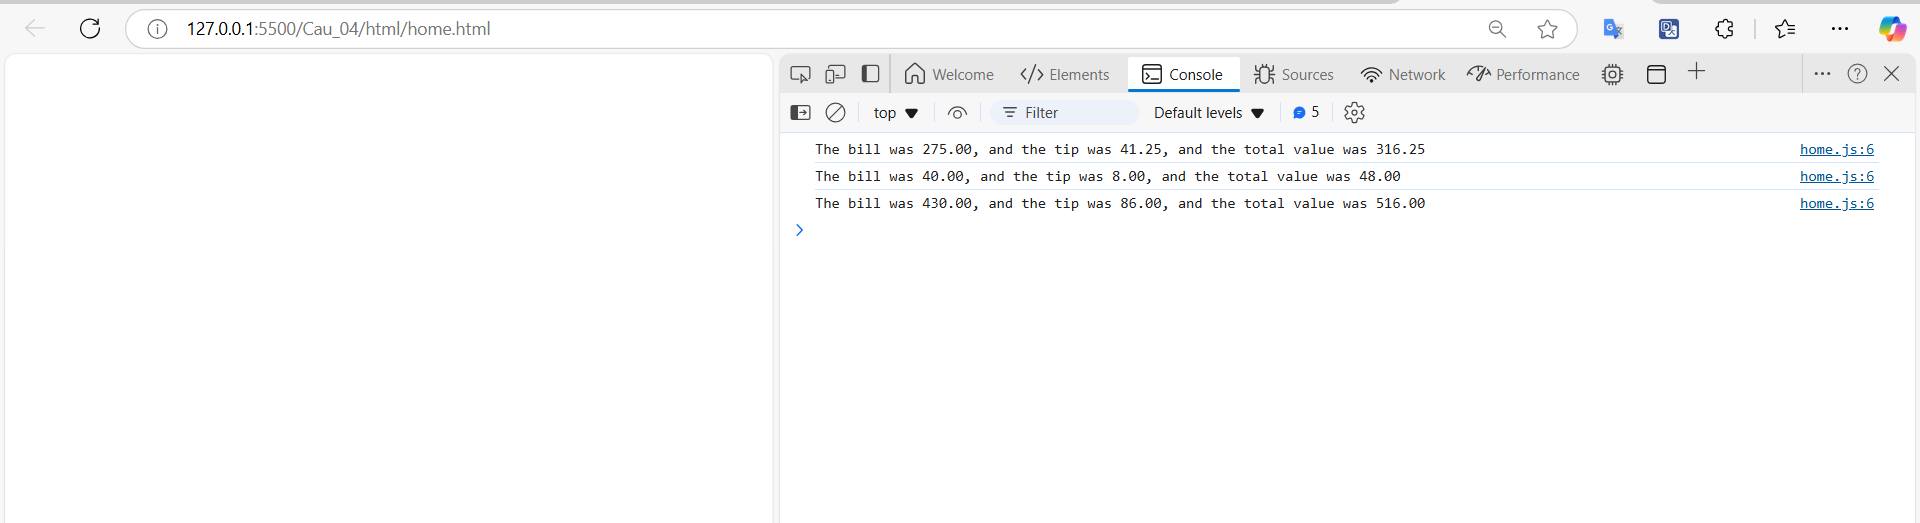 127.0.0.1:5500/Cau_04/html/home.html
Welcome Elements Console Sources Network Performance
top Filter Default levels 5
The bill was 275.00, and the tip was 41.25, and the total value was 316.25 home.js:6
The bill was 40.00, and the tip was 8.00, and the total value was 48.00 home.js:6
The bill was 430.00, and the tip was 86.00, and the total value was 516.00 home.js:6